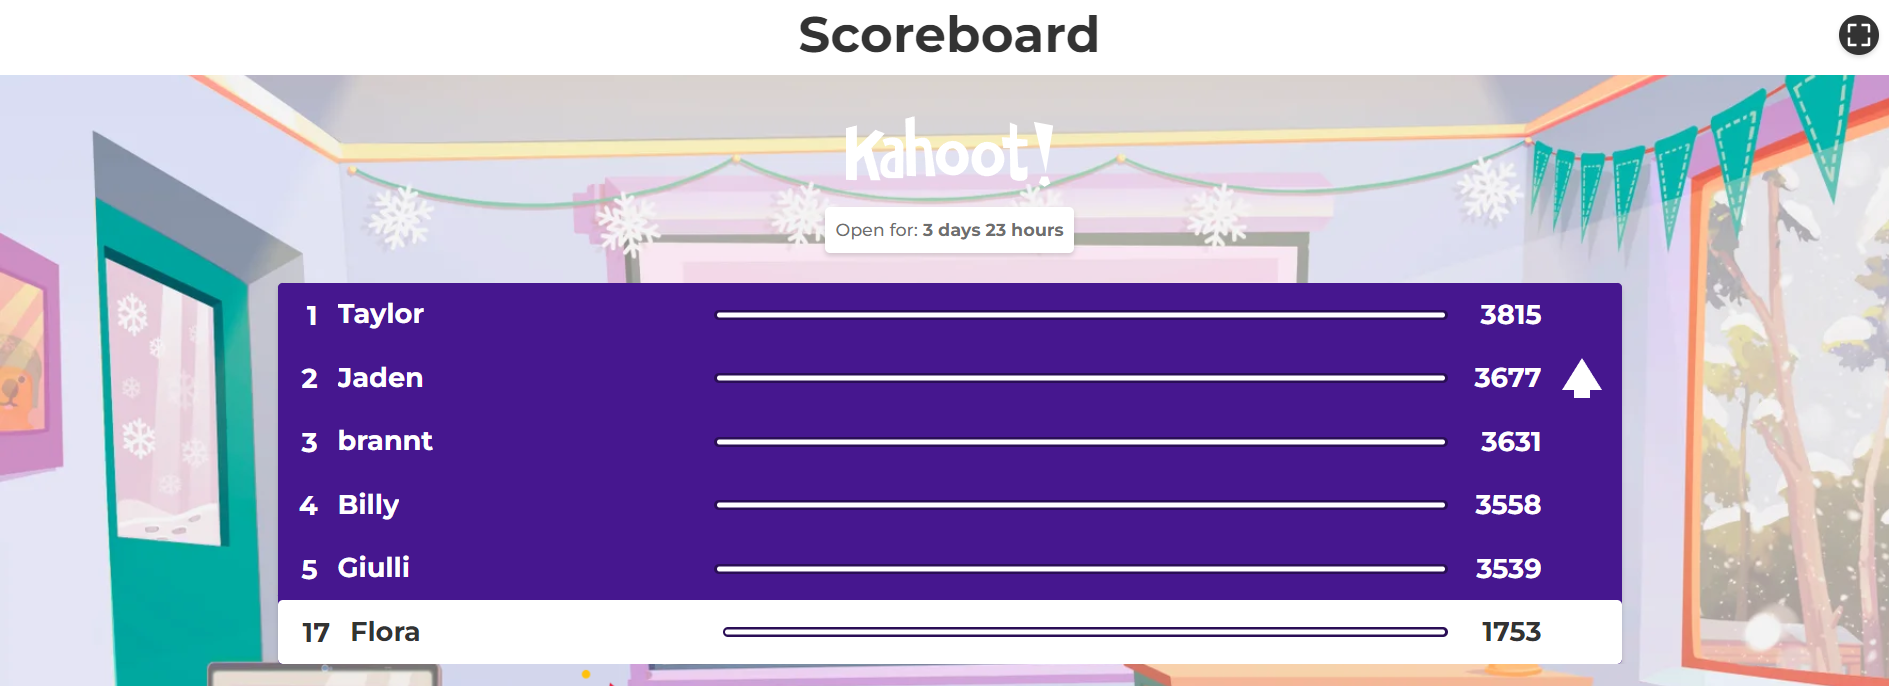 Scoreboard
Kahoot!
Open for: 3 days 23 hours
1 Taylor 3815
2 Jaden 3677
3 brannt 3631
4 Billy 3558
5 Giulli 3539
17 Flora 1753